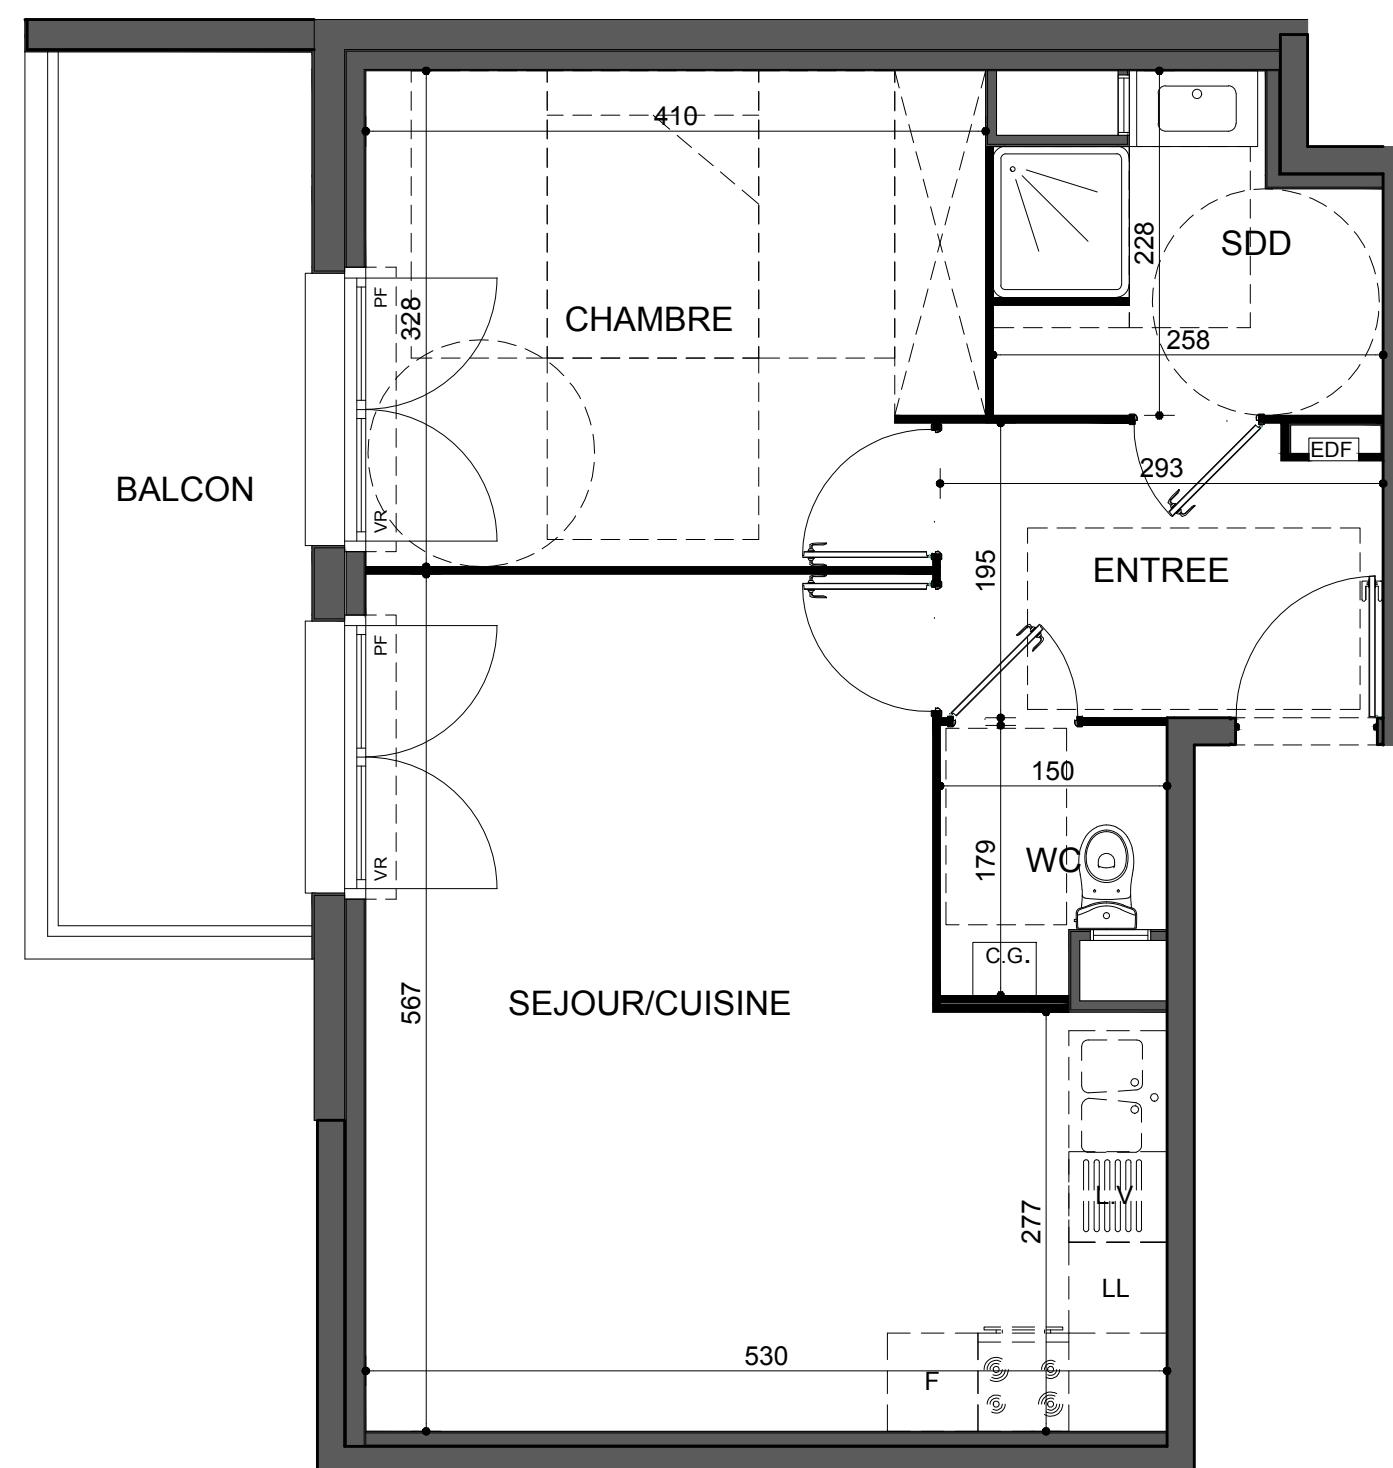 410
PF
328
CHAMBRE
228
SDD
258
BALCON
VR
EDF
293
195
ENTREE
PF
VR
150
179
WC
C.G.
567
SEJOUR/CUISINE
277
L.V
LL
530
F